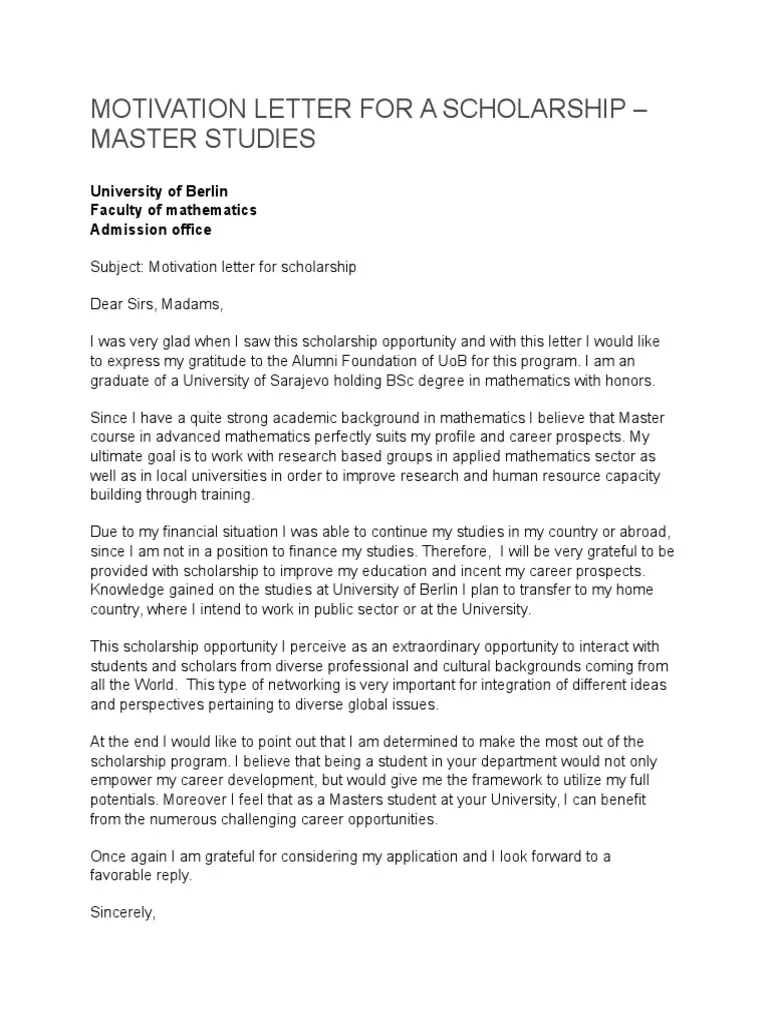 MOTIVATION LETTER FOR A SCHOLARSHIP –
MASTER STUDIES
University of Berlin
Faculty of mathematics
Admission office
Subject: Motivation letter for scholarship
Dear Sirs, Madams,
I was very glad when I saw this scholarship opportunity and with this letter I would like
to express my gratitude to the Alumni Foundation of UoB for this program. I am an
graduate of a University of Sarajevo holding BSc degree in mathematics with honors.
Since I have a quite strong academic background in mathematics I believe that Master
course in advanced mathematics perfectly suits my profile and career prospects. My
ultimate goal is to work with research based groups in applied mathematics sector as
well as in local universities in order to improve research and human resource capacity
building through training.
Due to my financial situation I was able to continue my studies in my country or abroad,
since I am not in a position to finance my studies. Therefore,  I will be very grateful to be
provided with scholarship to improve my education and incent my career prospects.
Knowledge gained on the studies at University of Berlin I plan to transfer to my home
country, where I intend to work in public sector or at the University.
This scholarship opportunity I perceive as an extraordinary opportunity to interact with
students and scholars from diverse professional and cultural backgrounds coming from
all the World.  This type of networking is very important for integration of different ideas
and perspectives pertaining to diverse global issues.
At the end I would like to point out that I am determined to make the most out of the
scholarship program. I believe that being a student in your department would not only
empower my career development, but would give me the framework to utilize my full
potentials. Moreover I feel that as a Masters student at your University, I can benefit
from the numerous challenging career opportunities.
Once again I am grateful for considering my application and I look forward to a
favorable reply.
Sincerely,